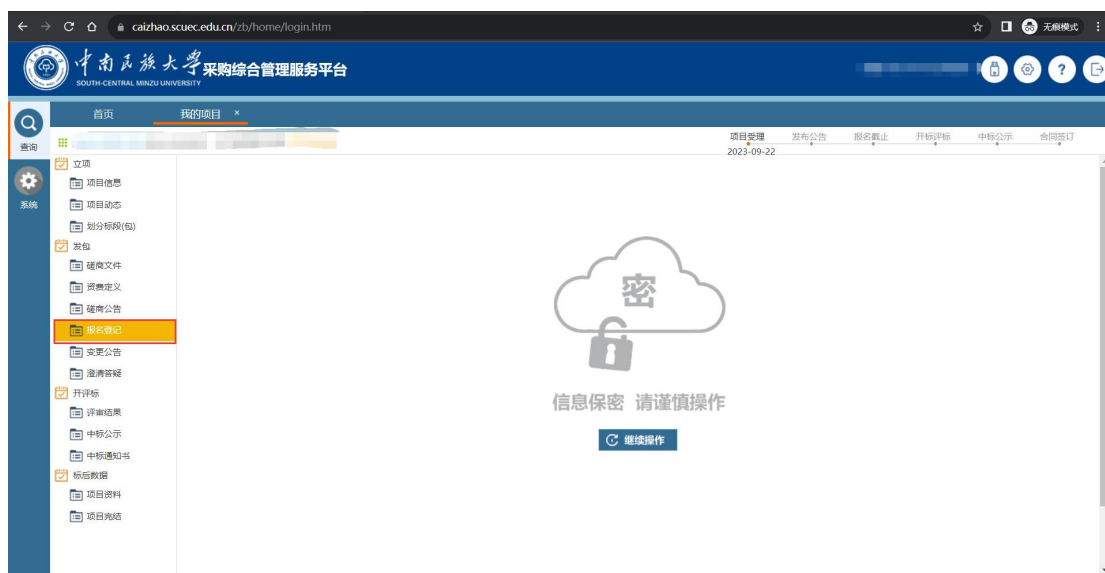 caizhao.scuec.edu.cn/zb/home/login.htm
无痕模式
中南民族大学
SOUTH-CENTRAL MINZU UNIVERSITY
采购综合管理服务平台
首页
我的项目 ×
查询
系统
项目受理
发布公告
报名截止
开标评标
中标公示
合同签订
2023-09-22
立项
项目信息
项目动态
划分标段(包)
发包
磋商文件
资费定义
磋商公告
报名登记
变更公告
澄清答疑
开评标
评审结果
中标公示
中标通知书
标后数据
项目资料
项目完结
密
信息保密 请谨慎操作
继续操作